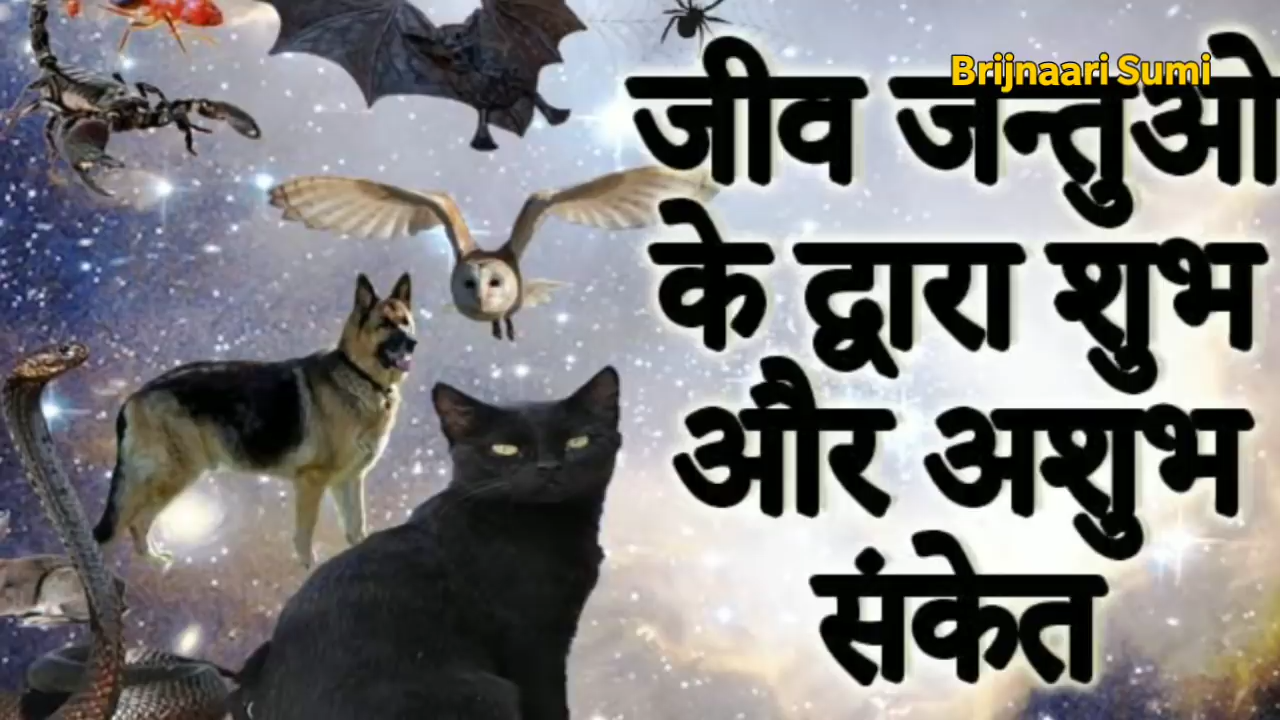 Brijnaari Sumi
जीव जन्तुओ
के द्वारा शुभ
और अशुभ
संकेत